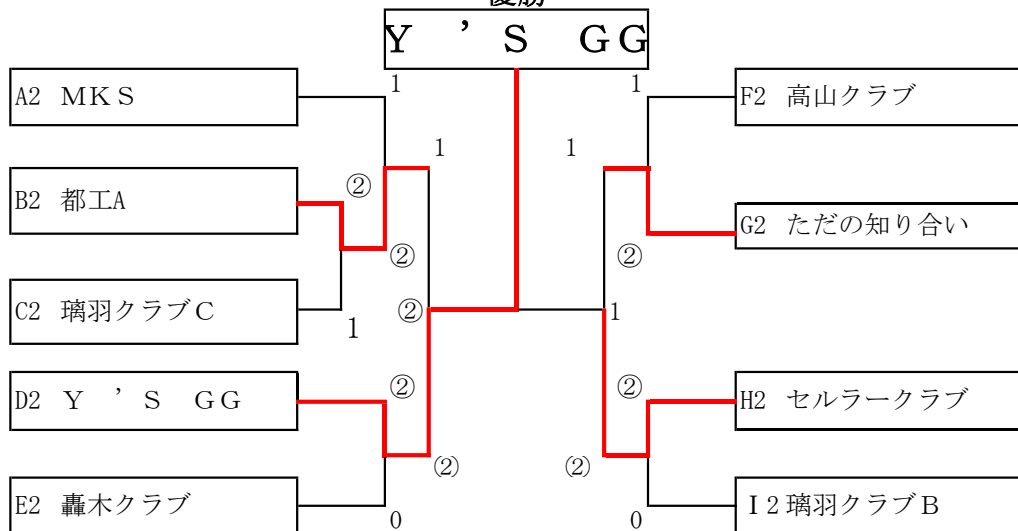 優勝
Y ’S GG
A2 MKS
B2 都工A
C2 璃羽クラブC
D2 Y ’S GG
E2 轟木クラブ
F2 高山クラブ
G2 ただの知り合い
H2 セルラークラブ
I2璃羽クラブB
1
1
1
1
②
②
②
②
1
②
1
②
②
②
0
0